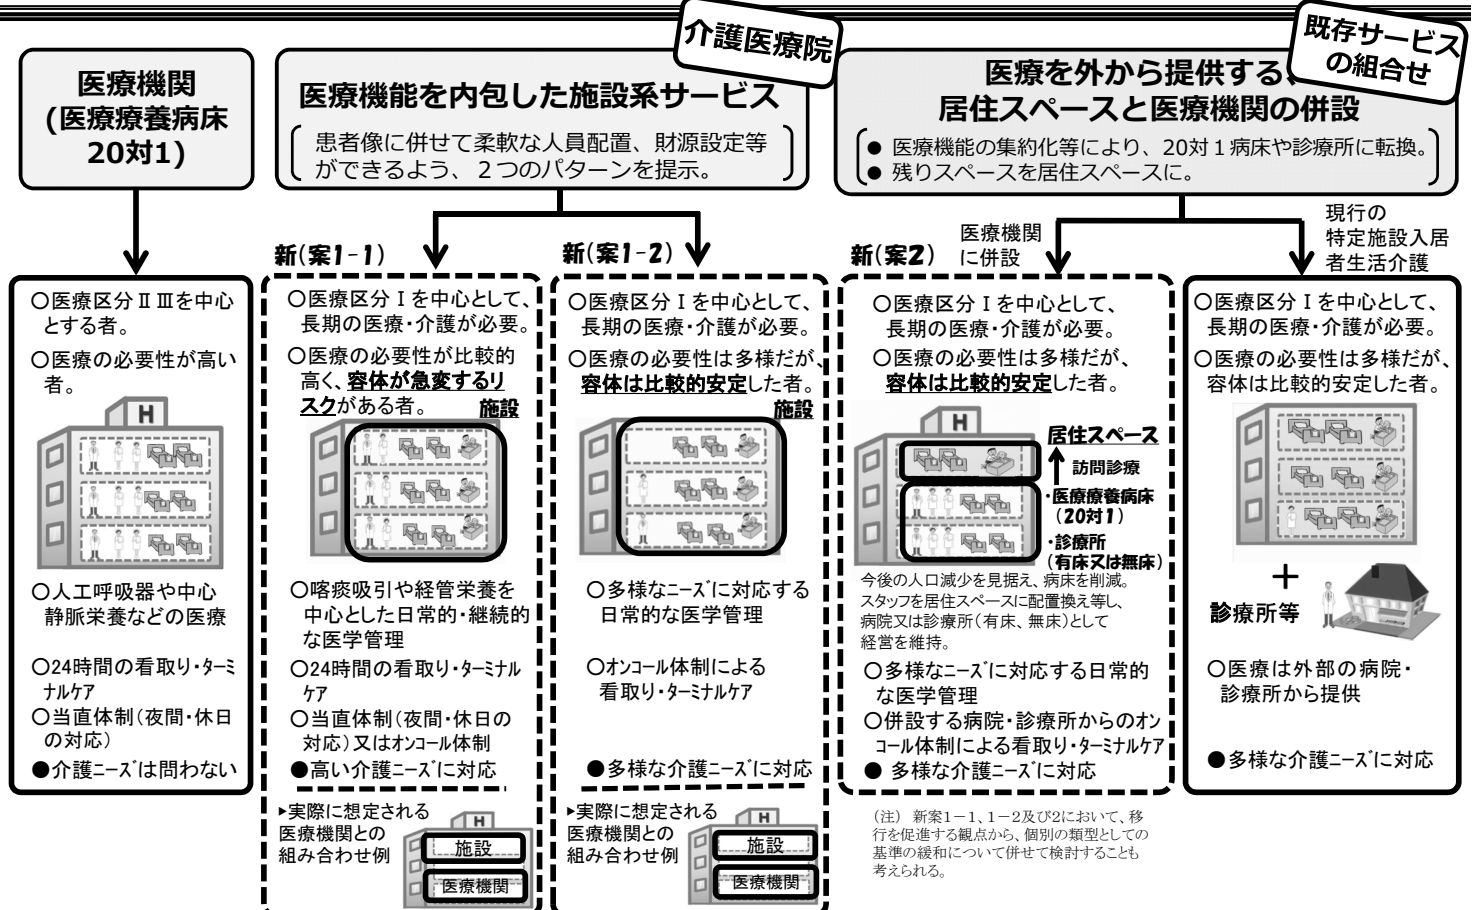 介護医療院
既存サービス
の組合せ
医療機関
(医療療養病床
20対1)
医療機能を内包した施設系サービス
患者像に併せて柔軟な人員配置、財源設定等
ができるよう、２つのパターンを提示。
医療を外から提供する、
居住スペースと医療機関の併設
● 医療機能の集約化等により、20対１病床や診療所に転換。
● 残りスペースを居住スペースに。
○医療区分ⅡⅢを中心
とする者。
○医療の必要性が高い
者。
H
○人工呼吸器や中心
静脈栄養などの医療
○24時間の看取り・ターミ
ナルケア
○当直体制（夜間・休日
の対応）
●介護ニーズは問わない
新（案1-1）
○医療区分Ⅰを中心として、
長期の医療・介護が必要。
○医療の必要性が比較的
高く、容体が急変するリ
スクがある者。
施設
○喀痰吸引や経管栄養を
中心とした日常的・継続的
な医学管理
○24時間の看取り・ターミナル
ケア
○当直体制（夜間・休日の
対応）又はオンコール体制
●高い介護ニーズに対応
▶実際に想定される
医療機関との
組み合わせ例
H
施設
医療機関
新（案1-2）
○医療区分Ⅰを中心として、
長期の医療・介護が必要。
○医療の必要性は多様だが、
容体は比較的安定した者。
施設
○多様なニーズに対応する
日常的な医学管理
○オンコール体制による
看取り・ターミナルケア
●多様な介護ニーズに対応
▶実際に想定される
医療機関との
組み合わせ例
H
施設
医療機関
新（案2）
医療機関
に併設
○医療区分Ⅰを中心として、
長期の医療・介護が必要。
○医療の必要性は多様だが、
容体は比較的安定した者。
H
居住スペース
訪問診療
・医療療養病床
（20対1）
・診療所
（有床又は無床）
今後の人口減少を見据え、病床を削減。
スタッフを居住スペースに配置換え等し、
病院又は診療所（有床、無床）として
経営を維持。
○多様なニーズに対応する日常的
な医学管理
○併設する病院・診療所からのオン
コール体制による看取り・ターミナルケア
● 多様な介護ニーズに対応
（注） 新案１－１、１－２及び２において、移
行を促進する観点から、個別の類型としての
基準の緩和について併せて検討することも
考えられる。
現行の
特定施設入居
者生活介護
○医療区分Ⅰを中心として、
長期の医療・介護が必要。
○医療の必要性は多様だが、
容体は比較的安定した者。
＋
診療所等
○医療は外部の病院・
診療所から提供
●多様な介護ニーズに対応